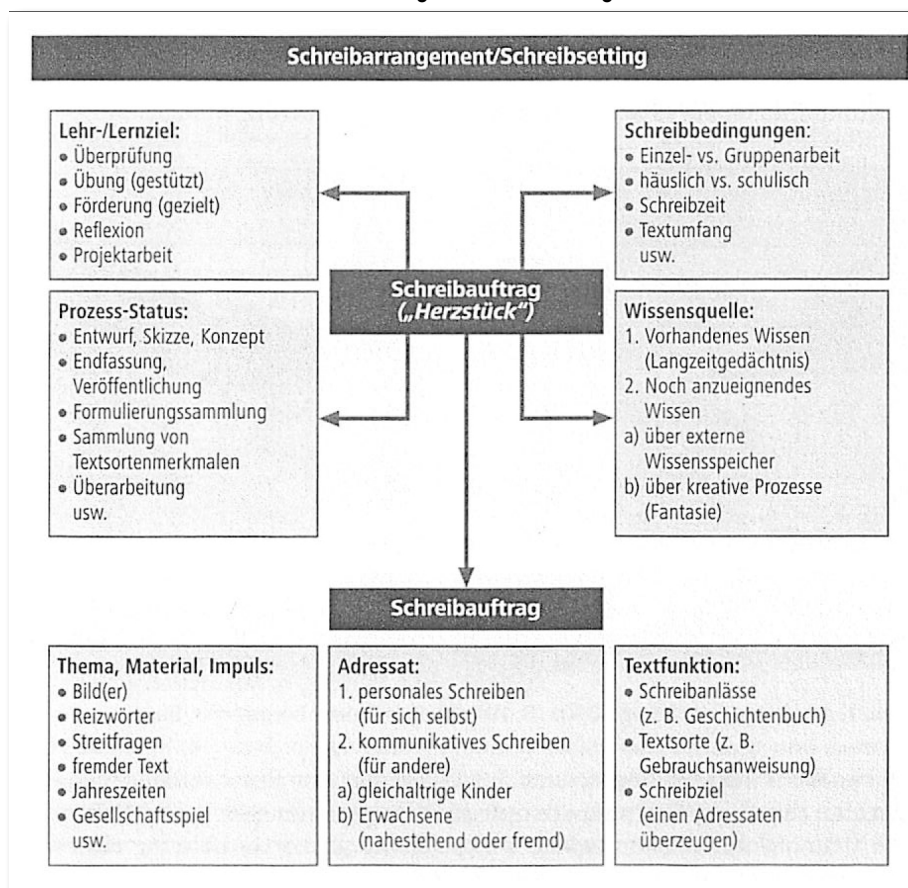 Schreibarrangement/Schreibsetting
Lehr-/Lernziel:
• Überprüfung
• Übung (gestützt)
• Förderung (gezielt)
• Reflexion
• Projektarbeit
Schreibbedingungen:
• Einzel- vs. Gruppenarbeit
• häuslich vs. schulisch
• Schreibzeit
• Textumfang
usw.
Schreibauftrag
(„Herzstück“)
Prozess-Status:
• Entwurf, Skizze, Konzept
• Endfassung,
Veröffentlichung
• Formulierungssammlung
• Sammlung von
Textsortenmerkmalen
• Überarbeitung
usw.
Wissensquelle:
1. Vorhandenes Wissen
(Langzeitgedächtnis)
2. Noch anzueignendes
Wissen
a) über externe
Wissensspeicher
b) über kreative Prozesse
(Fantasie)
Schreibauftrag
Thema, Material, Impuls:
• Bild(er)
• Reizwörter
• Streitfragen
• fremder Text
• Jahreszeiten
• Gesellschaftsspiel
usw.
Adressat:
1. personales Schreiben
(für sich selbst)
2. kommunikatives Schreiben
(für andere)
a) gleichaltrige Kinder
b) Erwachsene
(nahestehend oder fremd)
Textfunktion:
• Schreibanlässe
(z. B. Geschichtenbuch)
• Textsorte (z. B.
Gebrauchsanweisung)
• Schreibziel
(einen Adressaten
überzeugen)